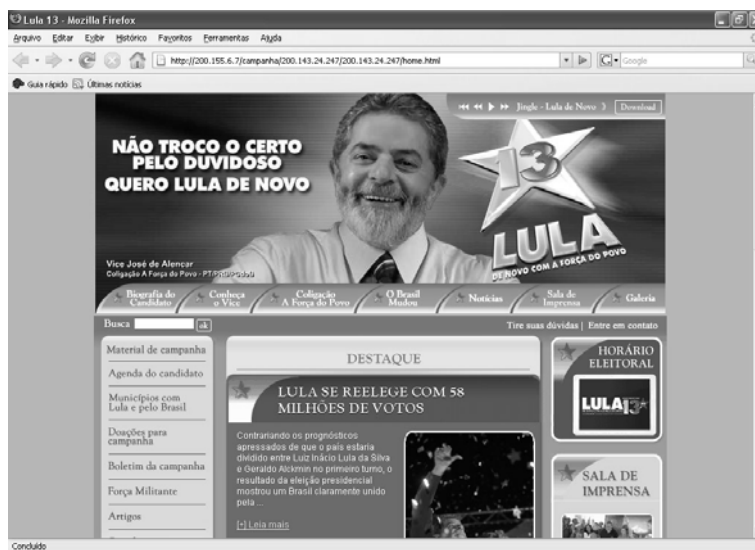 Lula 13 - Mozilla Firefox
Arquivo Editar Exibir Histórico Favoritos Ferramentas Ajuda
http://200.155.6.7/campanha/200.143.24.247/200.143.24.247/home.html
Google
Guia rápido Últimas notícias
Jingle - Lula de Novo Download
NÃO TROCO O CERTO
PELO DUVIDOSO
QUERO LULA DE NOVO
13
LULA
DE NOVO COM A FORÇA DO POVO
Vice José de Alencar
Coligação A Força do Povo - PT/PRB/PCdoB
Biografia do
Candidato
Conheça
o Vice
Coligação
A Força do Povo
O Brasil
Mudou
Notícias
Sala de
Imprensa
Galeria
Busca ok
Tire suas dúvidas | Entre em contato
Material de campanha
Agenda do candidato
Municípios com
Lula e pelo Brasil
Doações para
campanha
Boletim da campanha
Força Militante
Artigos
DESTAQUE
LULA SE REELEGE COM 58
MILHÕES DE VOTOS
Contrariando os prognósticos
apressados de que o país estaria
dividido entre Luiz Inácio Lula da Silva
e Geraldo Alckmin no primeiro turno, o
resultado da eleição presidencial
mostrou um Brasil claramente unido
pela ...
[+] Leia mais
HORÁRIO
ELEITORAL
LULA 13
SALA DE
IMPRENSA
Concluído